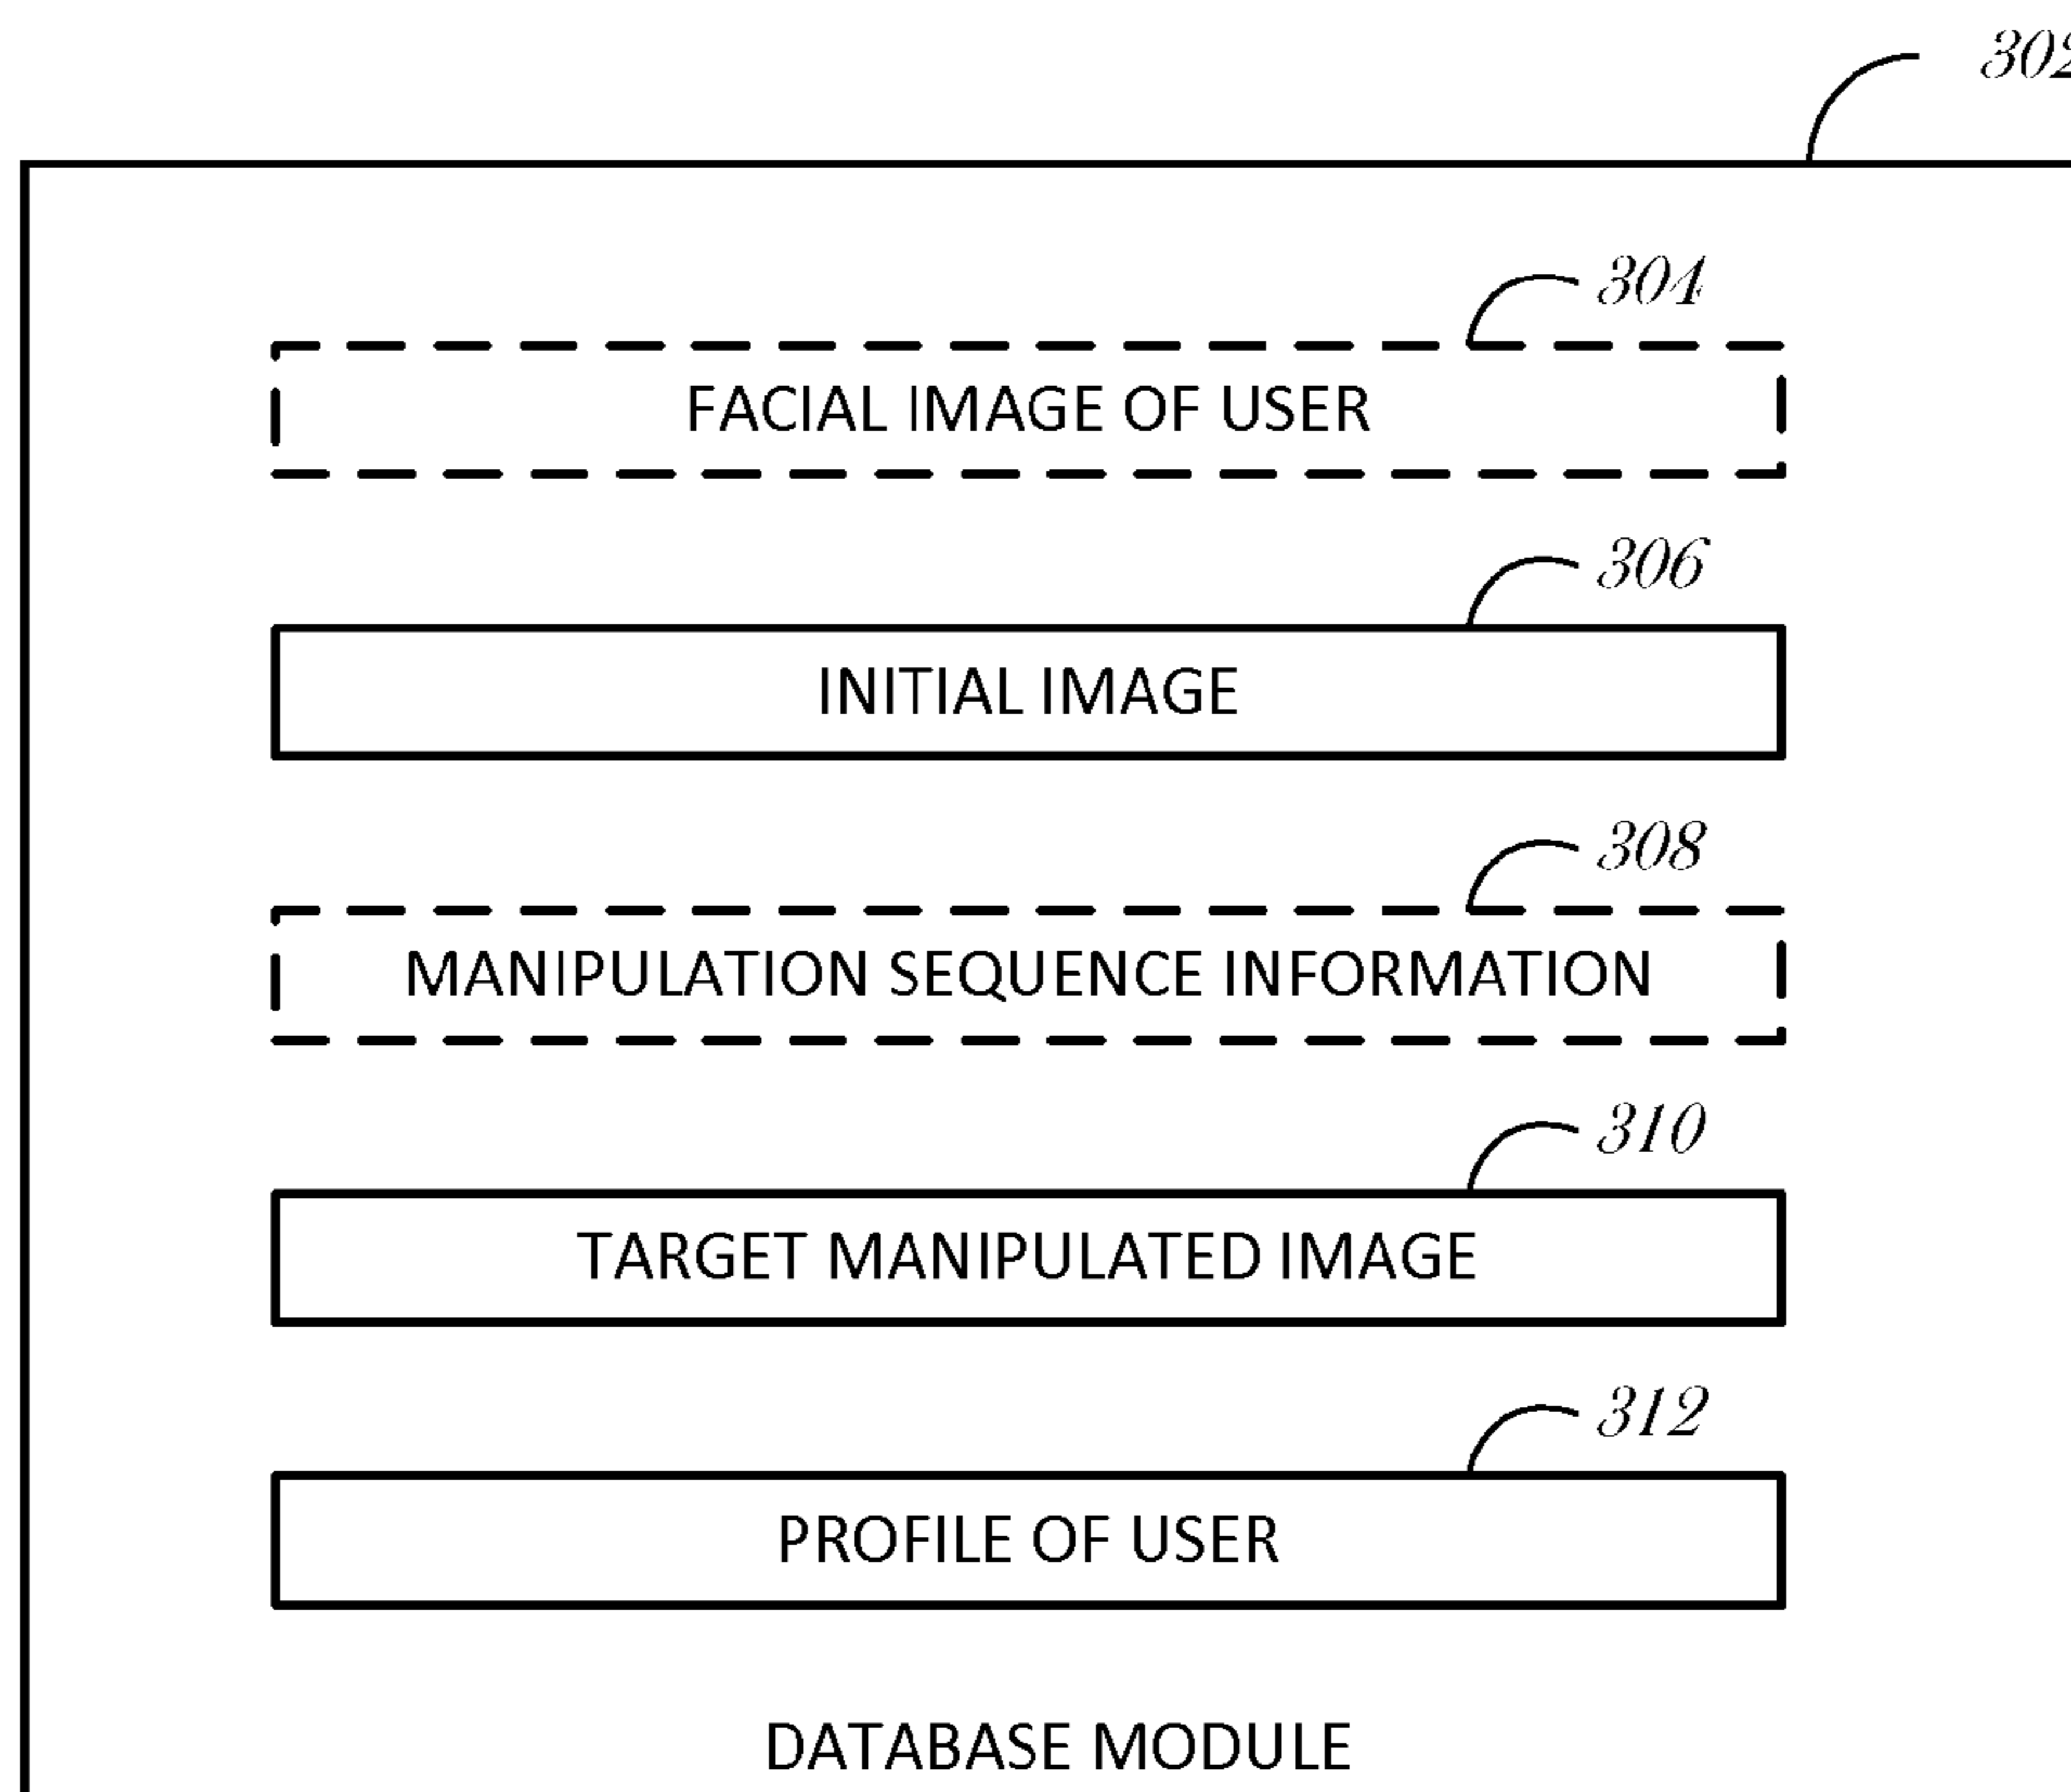 302
304
FACIAL IMAGE OF USER
306
INITIAL IMAGE
308
MANIPULATION SEQUENCE INFORMATION
310
TARGET MANIPULATED IMAGE
312
PROFILE OF USER
DATABASE MODULE